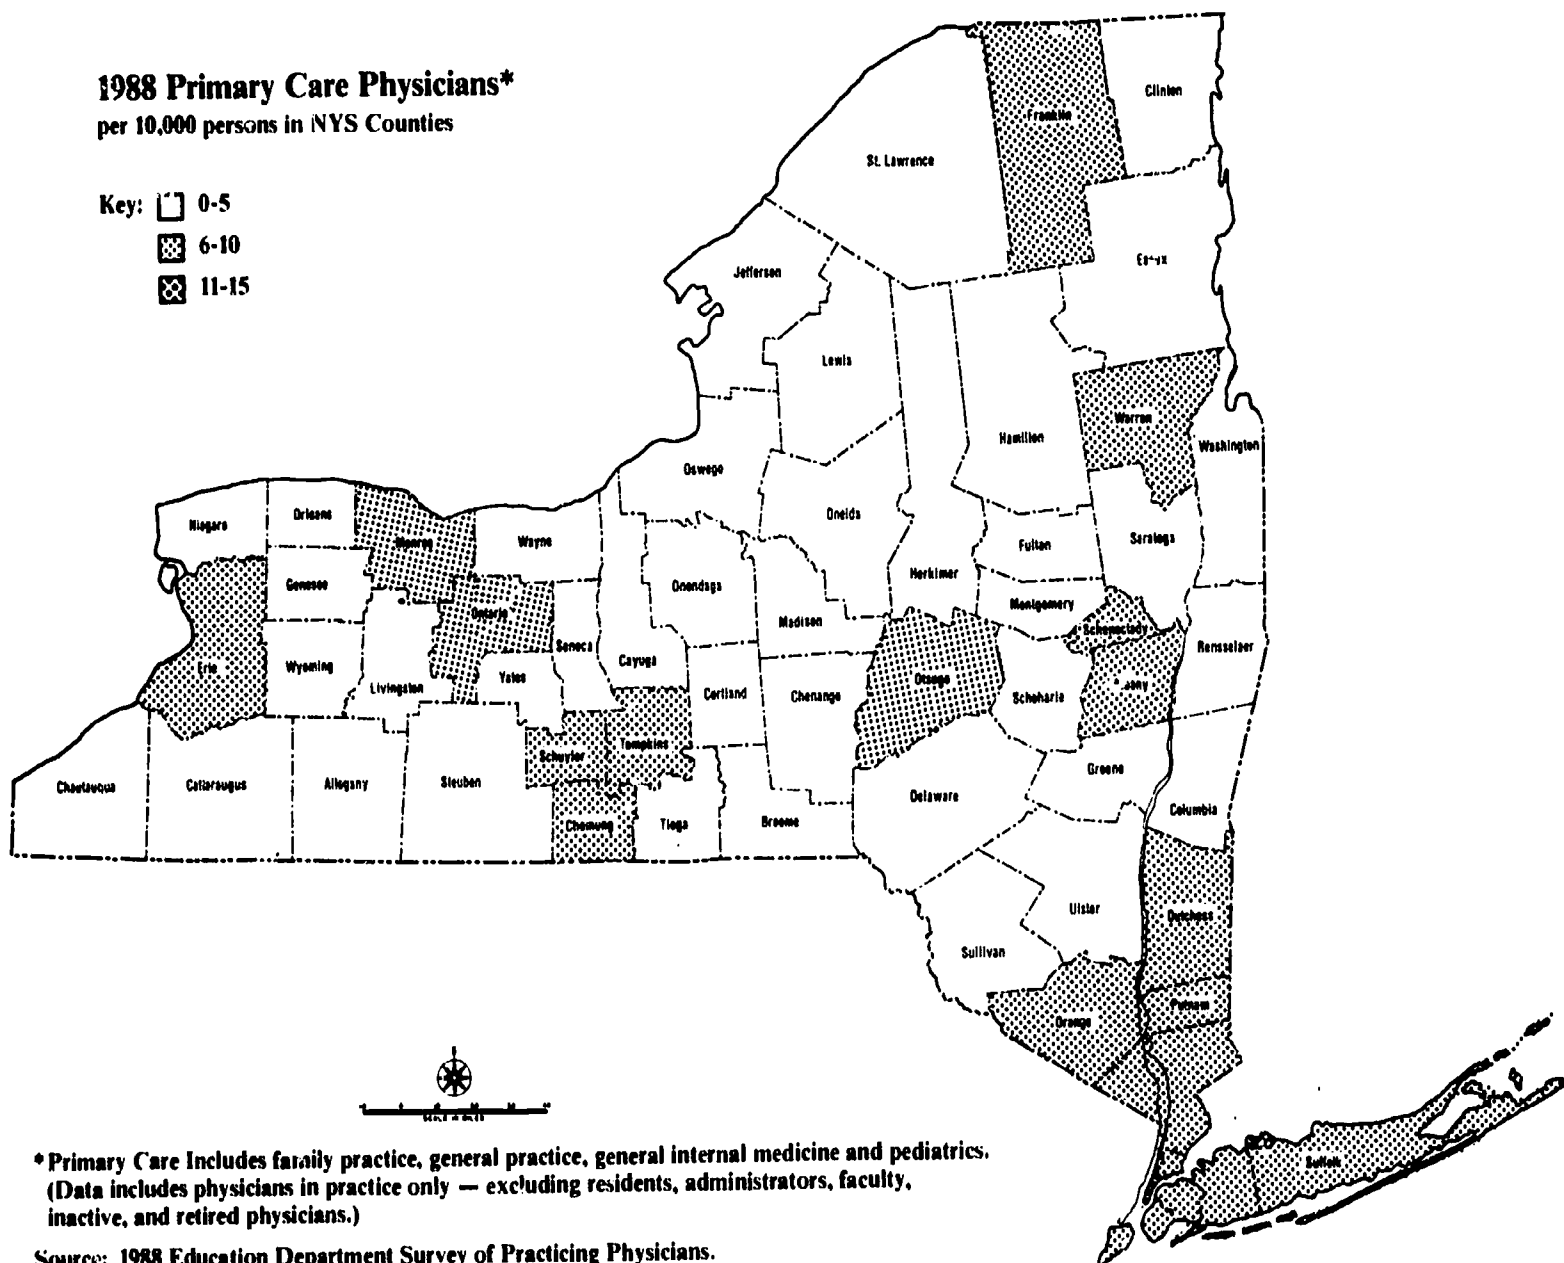 1988 Primary Care Physicians*
per 10,000 persons in NYS Counties
Key:
0-5
6-10
11-15
Clinton
Franklin
St. Lawrence
Jefferson
Lewis
Hamilton
Warren
Washington
Oswego
Oneida
Herkimer
Fulton
Saratoga
Niagara
Orleans
Monroe
Wayne
Genesee
Ontario
Onondaga
Madison
Montgomery
Schenectady
Rensselaer
Erie
Wyoming
Livingston
Yates
Seneca
Cayuga
Cortland
Chenango
Otsego
Schoharie
Chautauqua
Cattaraugus
Allegany
Steuben
Schuyler
Tompkins
Chemung
Tioga
Broome
Delaware
Greene
Columbia
Ulster
Dutchess
Sullivan
Orange
Putnam
Suffolk
*Primary Care Includes family practice, general practice, general internal medicine and pediatrics.
(Data includes physicians in practice only — excluding residents, administrators, faculty,
inactive, and retired physicians.)
Source: 1988 Education Department Survey of Practicing Physicians.